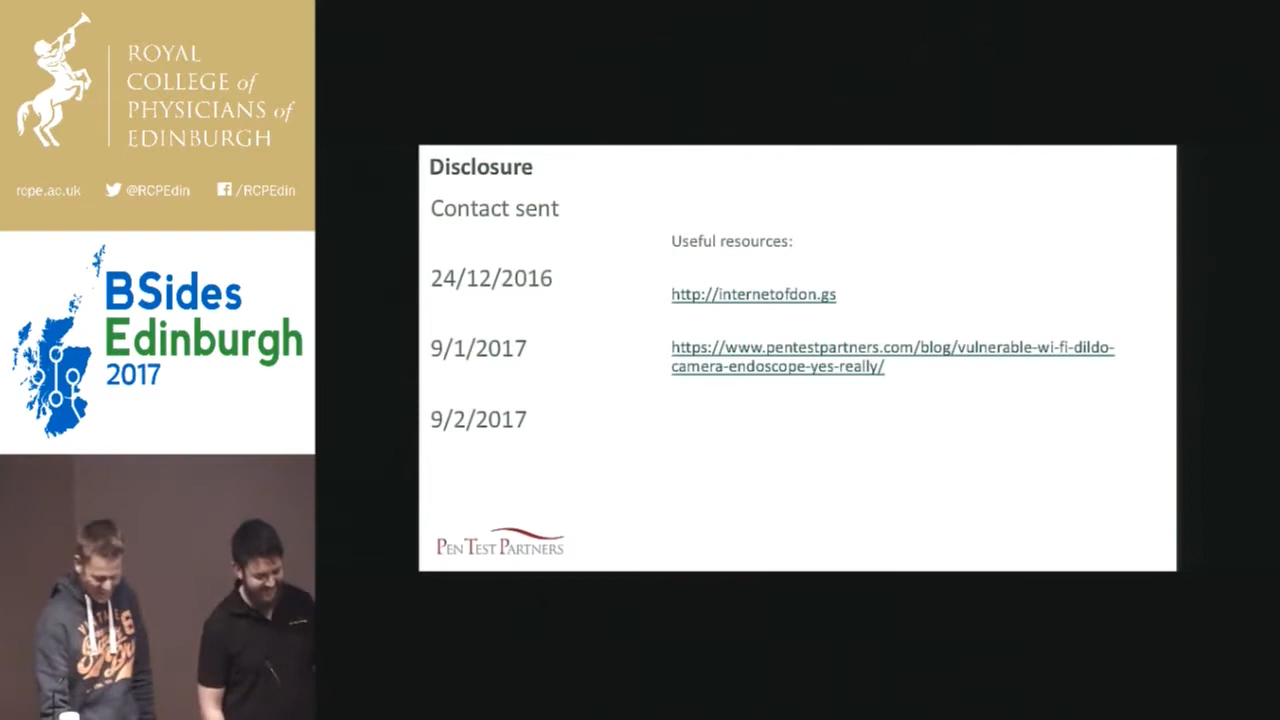 ROYAL
COLLEGE of
PHYSICIANS of
EDINBURGH
rcpe.ac.uk @RCPEdin /RCPEdin
BSides
Edinburgh
2017
Disclosure
Contact sent
24/12/2016
9/1/2017
9/2/2017
Useful resources:
http://internetofdon.gs
https://www.pentestpartners.com/blog/vulnerable-wi-fi-dildo-
camera-endoscope-yes-really/
PEN TEST PARTNERS